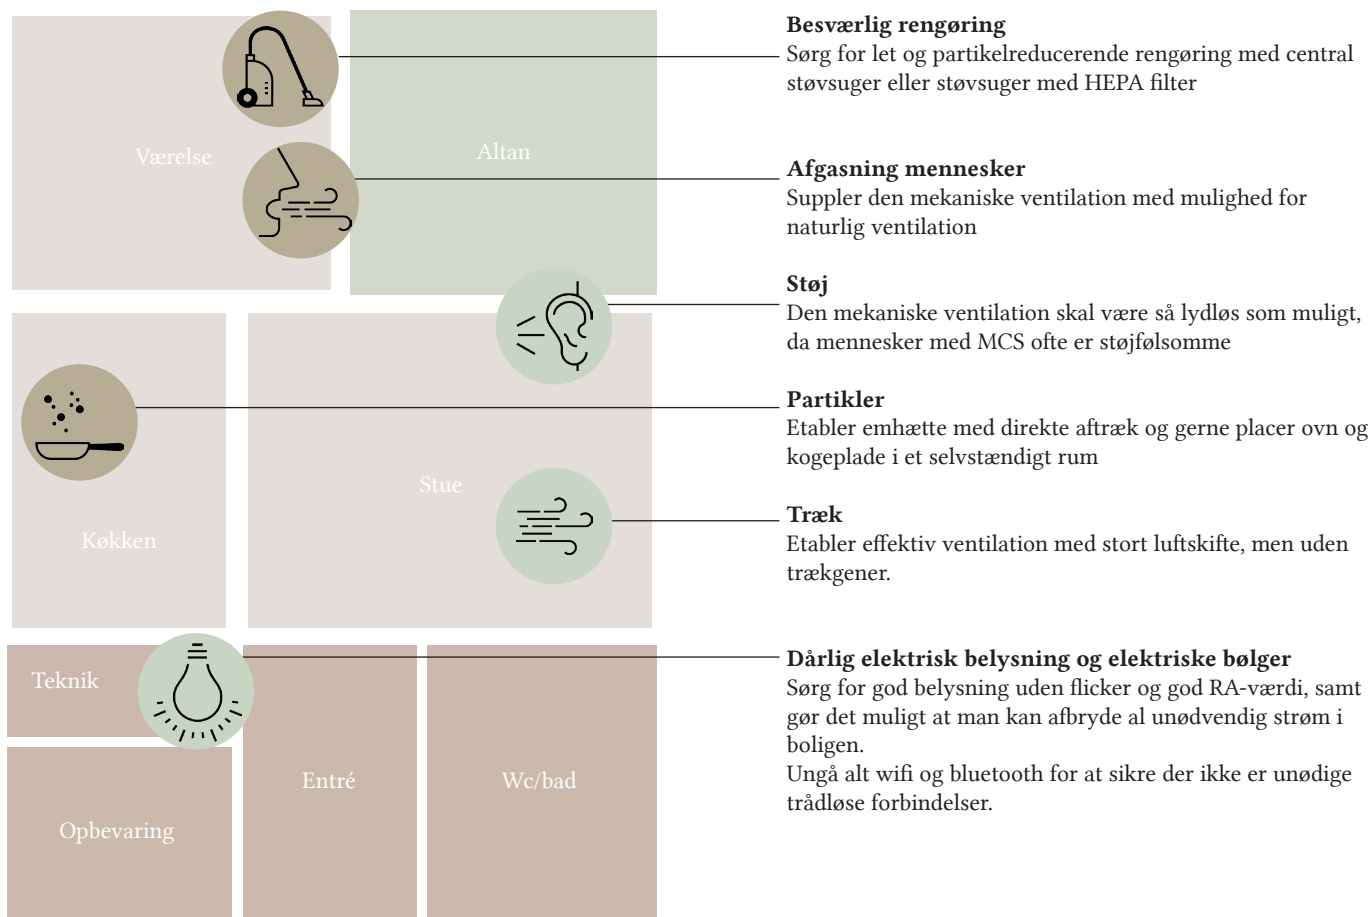 Værelse
Altan
Køkken
Stue
Teknik
Opbevaring
Entré
Wc/bad
Besværlig rengøring
Sørg for let og partikelreducerende rengøring med central
støvsuger eller støvsuger med HEPA filter
Afgasning mennesker
Suppler den mekaniske ventilation med mulighed for
naturlig ventilation
Støj
Den mekaniske ventilation skal være så lydløs som muligt,
da mennesker med MCS ofte er støjfølsomme
Partikler
Etabler emhætte med direkte aftræk og gerne placer ovn og
kogeplade i et selvstændigt rum
Træk
Etabler effektiv ventilation med stort luftskifte, men uden
trækgener.
Dårlig elektrisk belysning og elektriske bølger
Sørg for god belysning uden flicker og god RA-værdi, samt
gør det muligt at man kan afbryde al unødvendig strøm i
boligen.
Ungå alt wifi og bluetooth for at sikre der ikke er unødige
trådløse forbindelser.